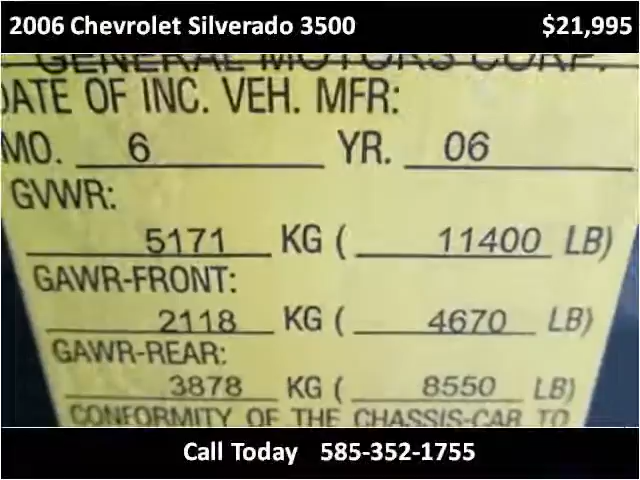 2006 Chevrolet Silverado 3500 $21,995
GENERAL MOTORS CORP.
DATE OF INC. VEH. MFR:
MO. 6 YR. 06
GVWR:
5171 KG ( 11400 LB)
GAWR-FRONT:
2118 KG ( 4670 LB)
GAWR-REAR:
3878 KG ( 8550 LB)
CONFORMITY OF THE CHASSIS-CAB TO
Call Today 585-352-1755